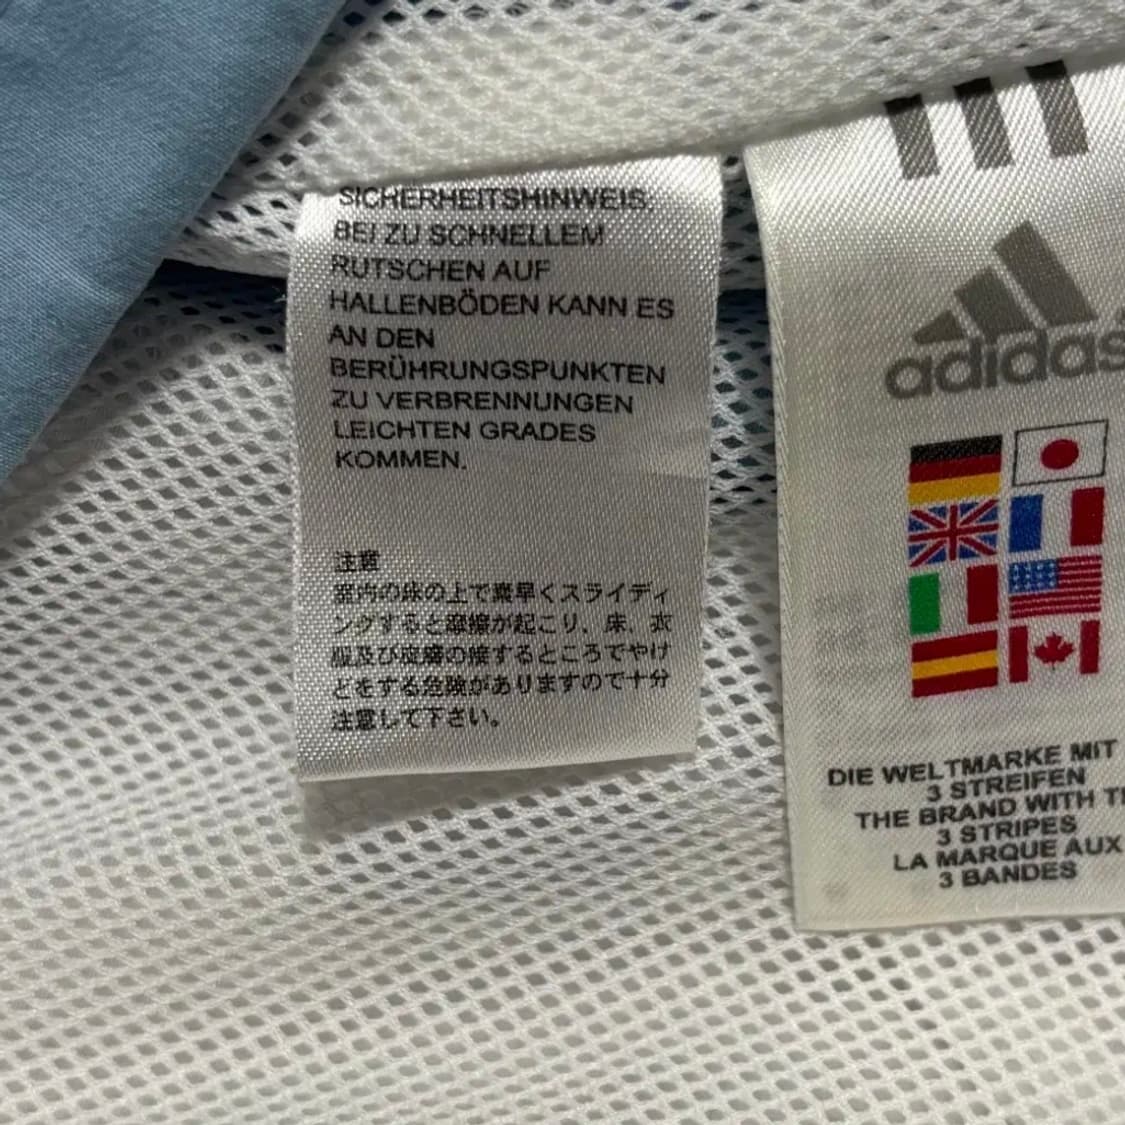 SICHERHEITSHINWEIS.
BEI ZU SCHNELLEM
RUTSCHEN AUF
HALLENBÖDEN KANN ES
AN DEN
BERÜHRUNGSPUNKTEN
ZU VERBRENNUNGEN
LEICHTEN GRADES
KOMMEN.
注意
室内の床の上で素早くスライディ
ングすると摩擦が起こり、床、衣
服及び皮膚の接するところでやけ
どをする危険がありますので十分
注意して下さい。
adidas
DIE WELTMARKE MIT
3 STREIFEN
THE BRAND WITH
3 STRIPES
LA MARQUE AUX
3 BANDES